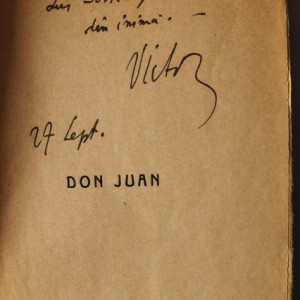 din inimă. -
Victor
27 Sept.
DON JUAN